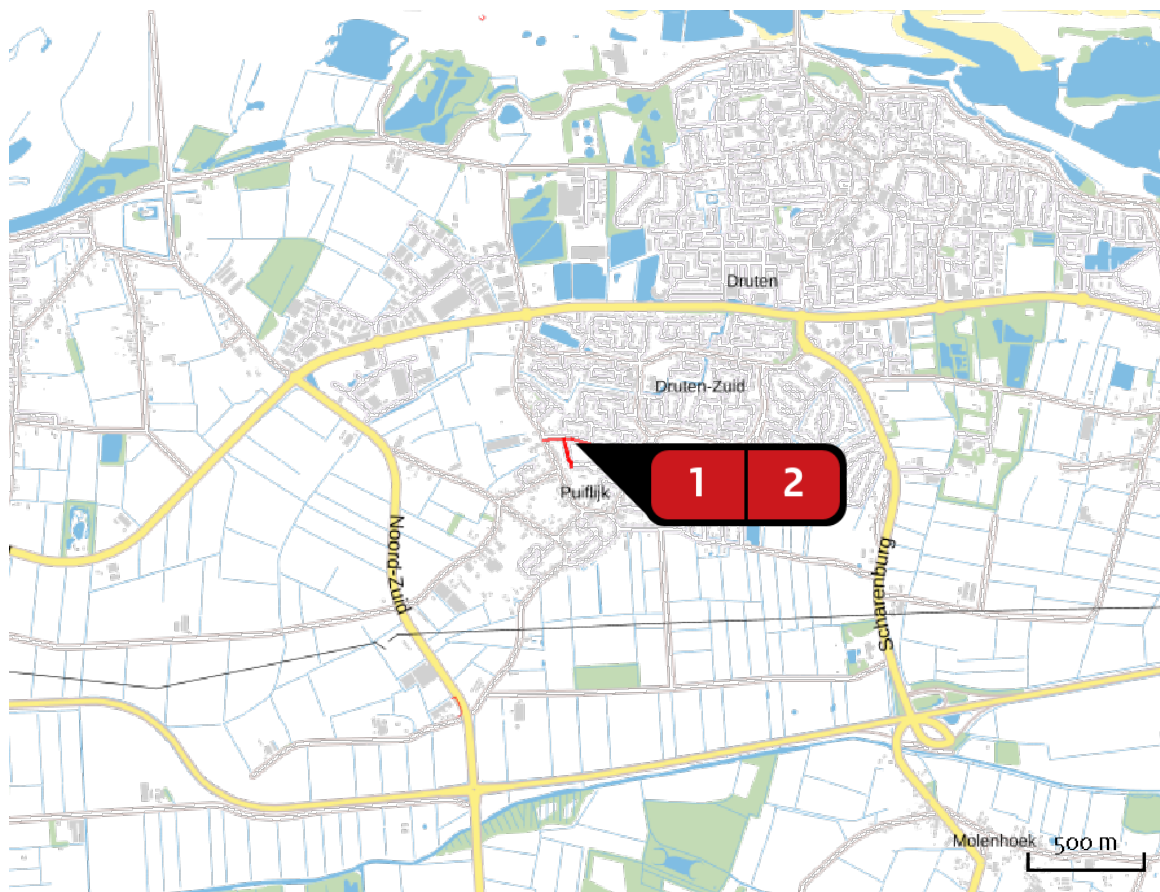 Druten
Druten-Zuid
1 2
Puiflijk
Noord-Zuid
Scharenburg
Molenhoek
500 m